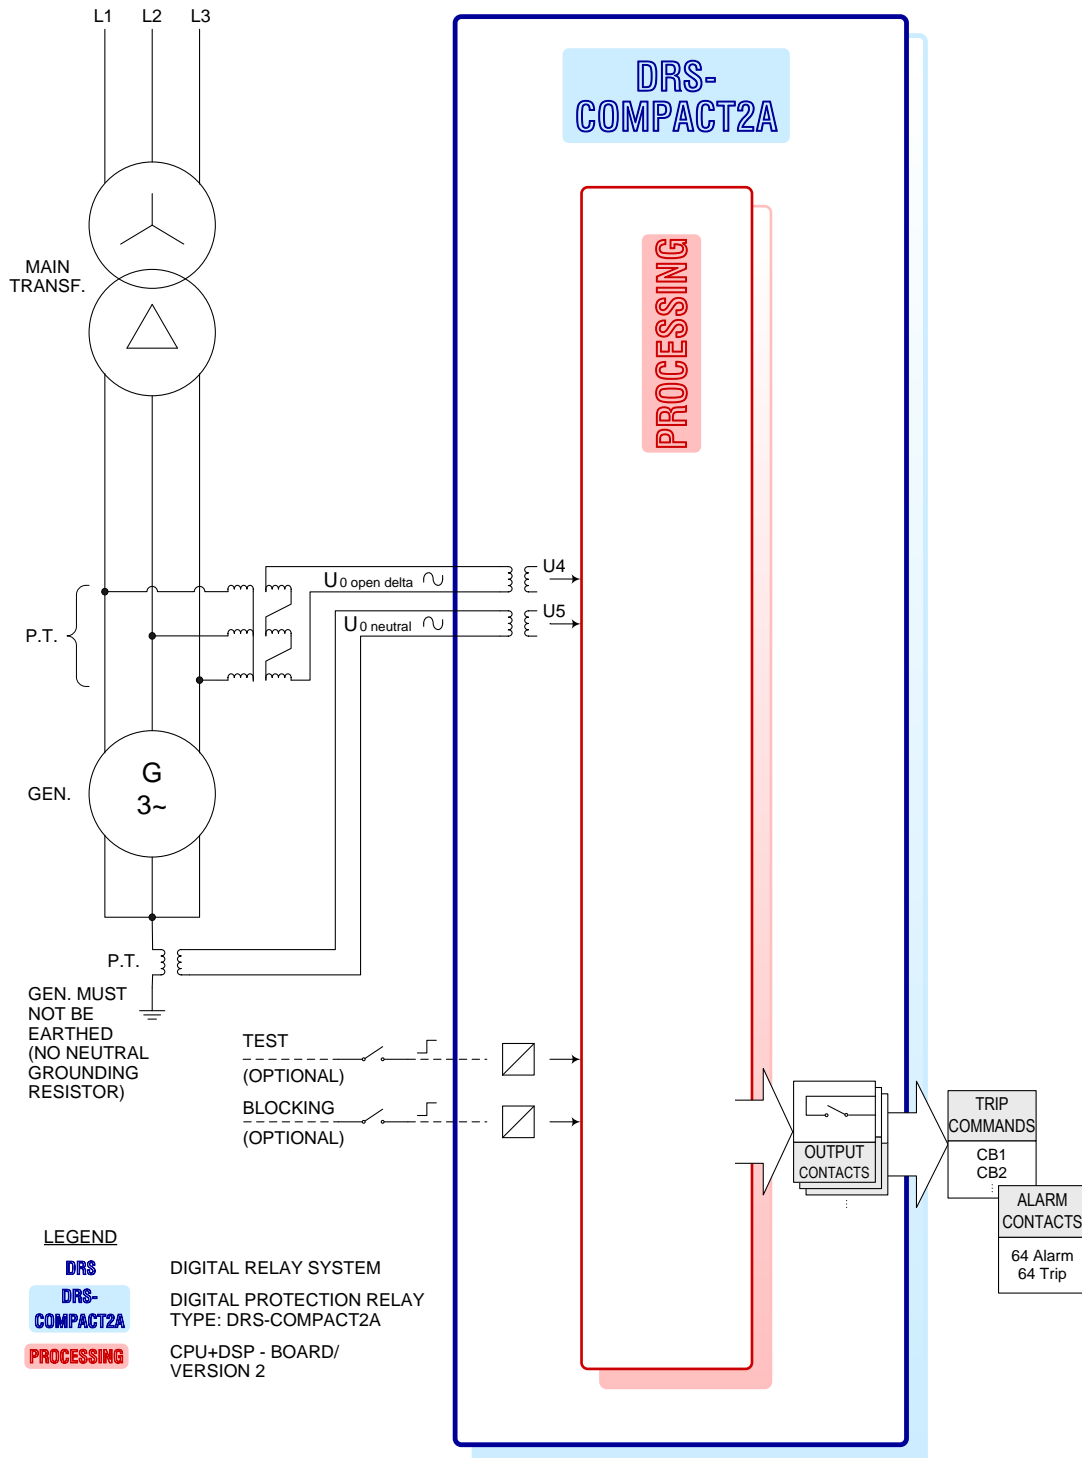 L1 L2 L3
DRS-
COMPACT2A
PROCESSING
MAIN
TRANSF.
U0 open delta
U4
U0 neutral
U5
P.T.
G
3~
GEN.
P.T.
GEN. MUST
NOT BE
EARTHED
(NO NEUTRAL
GROUNDING
RESISTOR)
TEST
(OPTIONAL)
BLOCKING
(OPTIONAL)
OUTPUT
CONTACTS
TRIP
COMMANDS
CB1
CB2
ALARM
CONTACTS
64 Alarm
64 Trip
LEGEND
DRS DIGITAL RELAY SYSTEM
DRS-
COMPACT2A
DIGITAL PROTECTION RELAY
TYPE: DRS-COMPACT2A
PROCESSING
CPU+DSP - BOARD/
VERSION 2